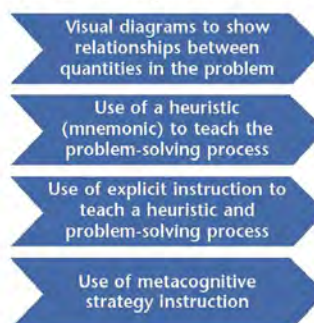 Visual diagrams to show
relationships between
quantities in the problem
Use of a heuristic
(mnemonic) to teach the
problem-solving process
Use of explicit instruction to
teach a heuristic and
problem-solving process
Use of metacognitive
strategy instruction